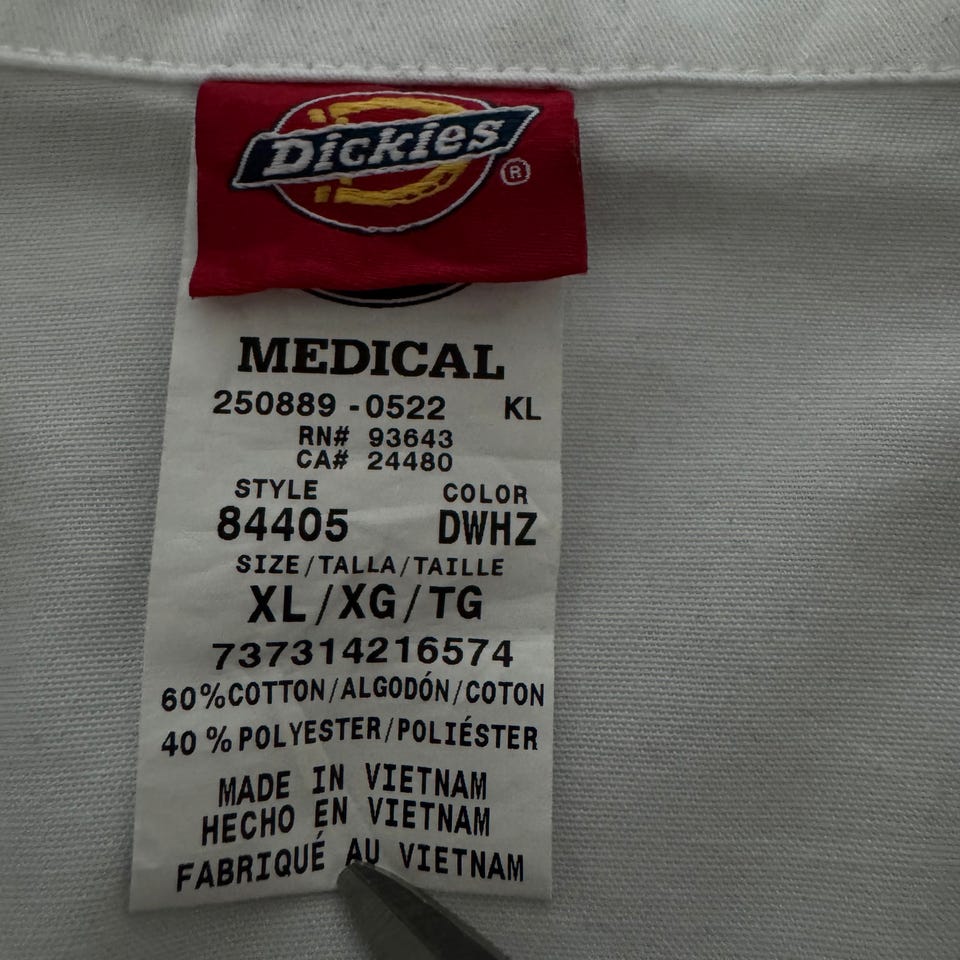 Dickies ®
MEDICAL
250889-0522 KL
RN# 93643
CA# 24480
STYLE COLOR
84405 DWHZ
SIZE/TALLA/TAILLE
XL/XG/TG
737314216574
60%COTTON/ALGODÓN/COTON
40%POLYESTER/POLIÉSTER
MADE IN VIETNAM
HECHO EN VIETNAM
FABRIQUÉ AU VIETNAM